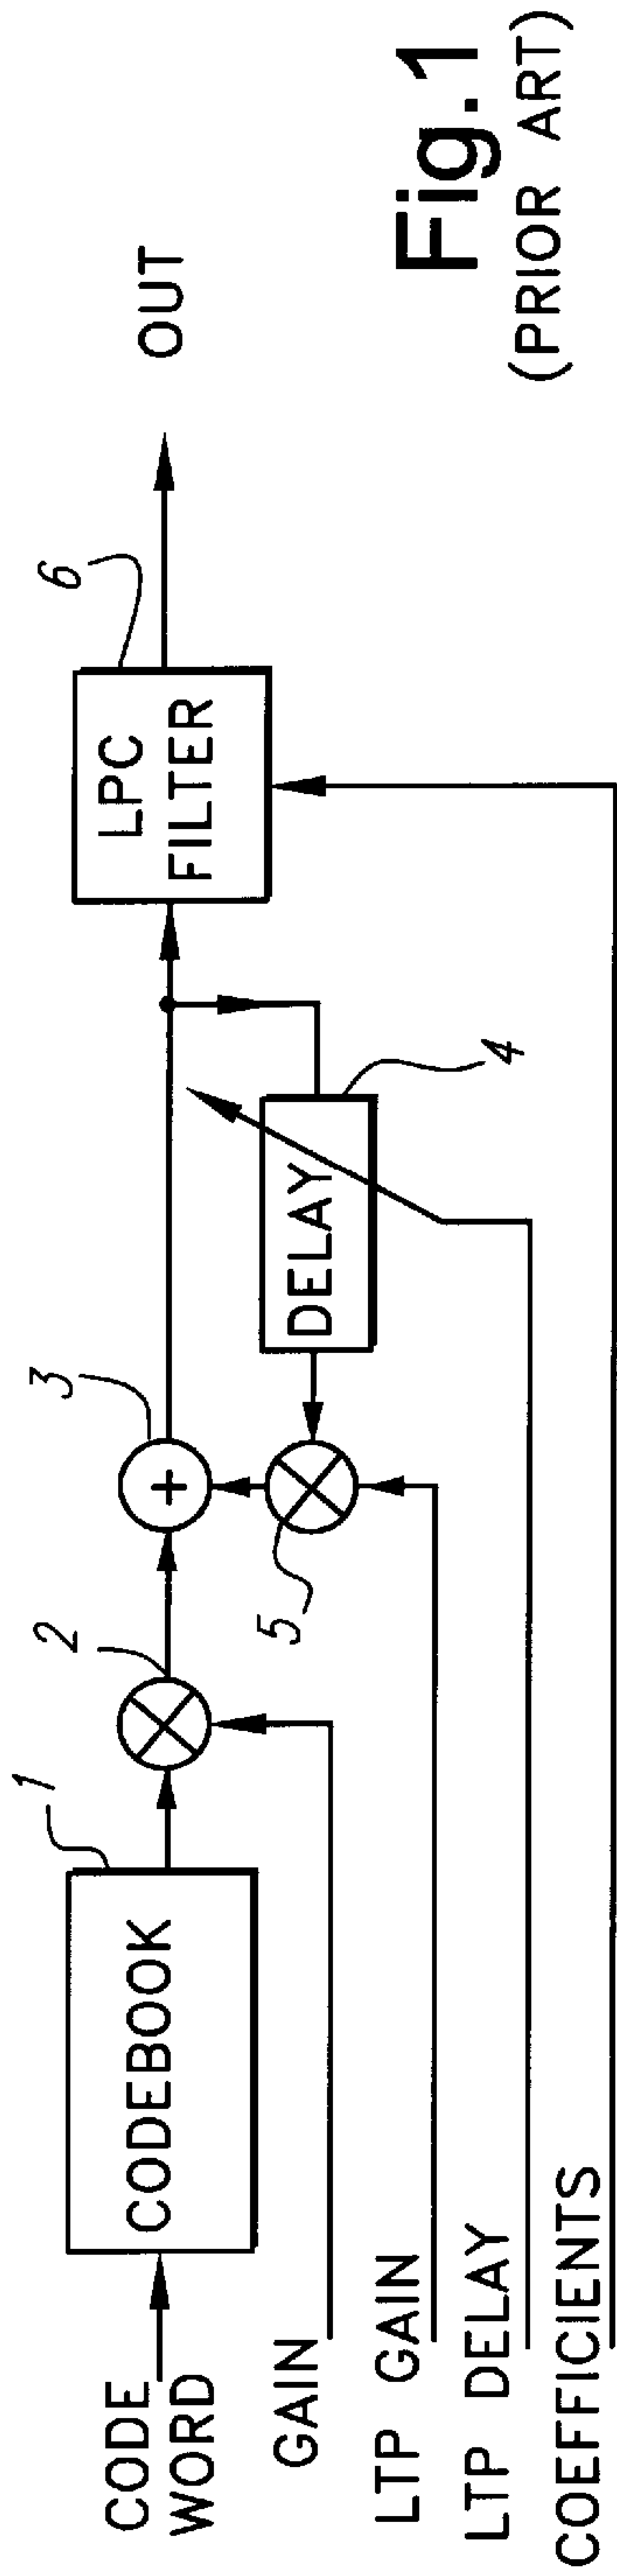 CODE
WORD
CODEBOOK
1
2
3
LPC
FILTER
6
OUT
DELAY
4
5
+
GAIN
LTP GAIN
LTP DELAY
COEFFICIENTS
Fig.1
(PRIOR ART)